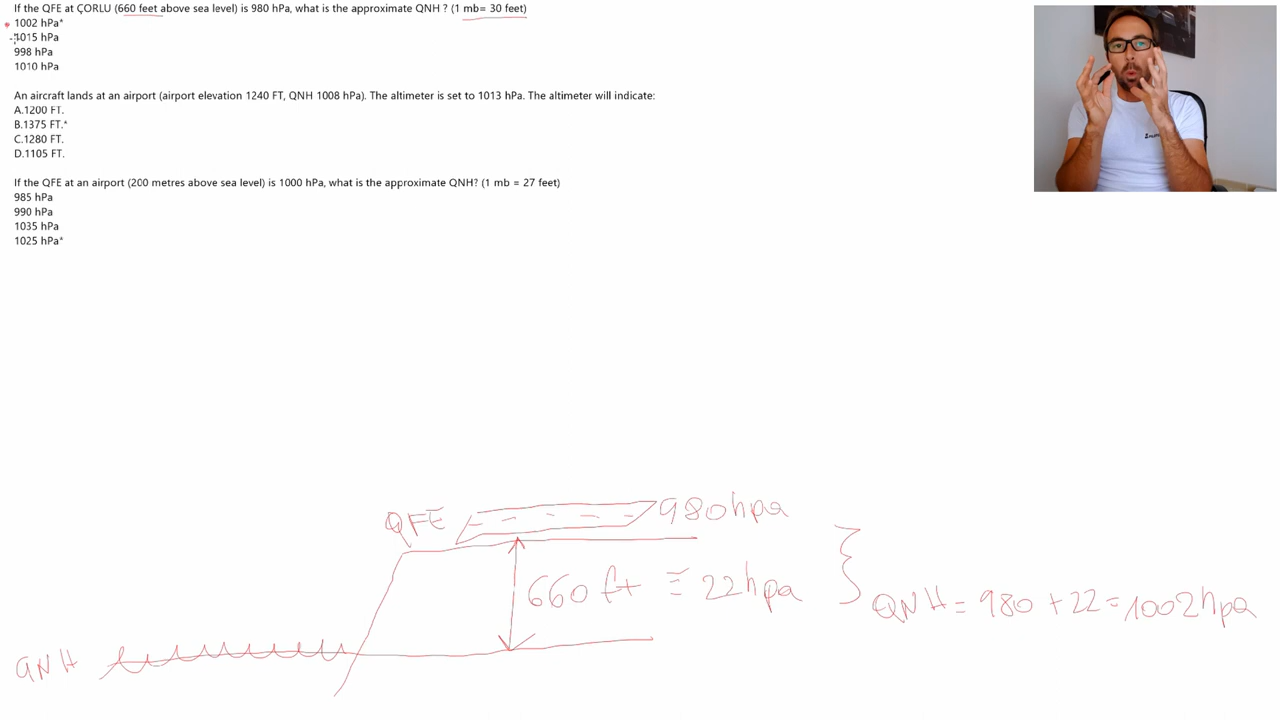 If the QFE at ÇORLU (660 feet above sea level) is 980 hPa, what is the approximate QNH ? (1 mb= 30 feet)
1002 hPa*
1015 hPa
998 hPa
1010 hPa
An aircraft lands at an airport (airport elevation 1240 FT, QNH 1008 hPa). The altimeter is set to 1013 hPa. The altimeter will indicate:
A.1200 FT.
B.1375 FT.*
C.1280 FT.
D.1105 FT.
If the QFE at an airport (200 metres above sea level) is 1000 hPa, what is the approximate QNH? (1 mb = 27 feet)
985 hPa
990 hPa
1035 hPa
1025 hPa*
QFE 980hpa
660 ft ≡ 22hpa
QNH = 980 + 22 = 1002hpa
QNH